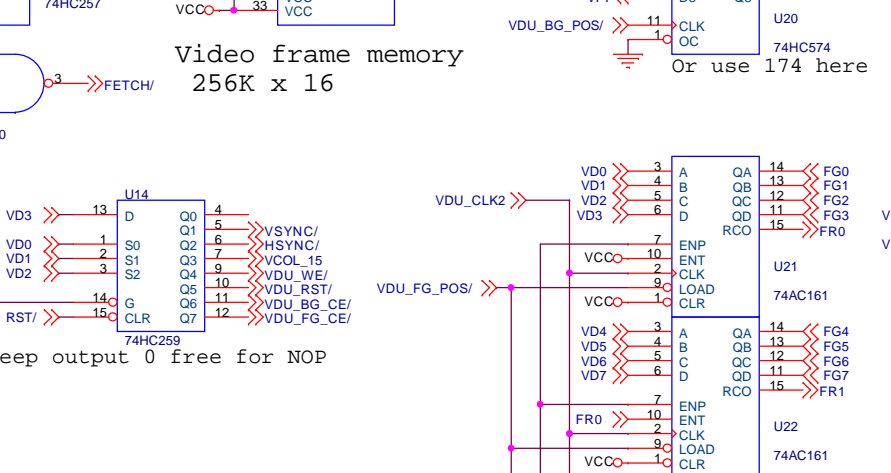 74HC257
VCC 33 VCC
VDU_BG_POS/ 11 CLK U20
1 OC 74HC574
Or use 174 here
Video frame memory
256K x 16
3 FETCH/
0
U14
VD3 13 D Q0 4
Q1 5 VSYNC/
VD0 1 S0 Q2 6 HSYNC/
VD1 2 S1 Q3 7 VCOL_15
VD2 3 S2 Q4 9 VDU_WE/
Q5 10 VDU_RST/
14 G Q6 11 VDU_BG_CE/
RST/ 15 CLR Q7 12 VDU_FG_CE/
74HC259
eep output 0 free for NOP
VDU_CLK2
VDU_FG_POS/
VD0 3 A QA 14 FG0
VD1 4 B QB 13 FG1
VD2 5 C QC 12 FG2
VD3 6 D QD 11 FG3
RCO 15 FR0
7 ENP
VCC 10 ENT
2 CLK U21
9 LOAD
VCC 1 CLR 74AC161
VD4 3 A QA 14 FG4
VD5 4 B QB 13 FG5
VD6 5 C QC 12 FG6
VD7 6 D QD 11 FG7
RCO 15 FR1
7 ENP
FR0 10 ENT
2 CLK U22
9 LOAD
VCC 1 CLR 74AC161
V
V